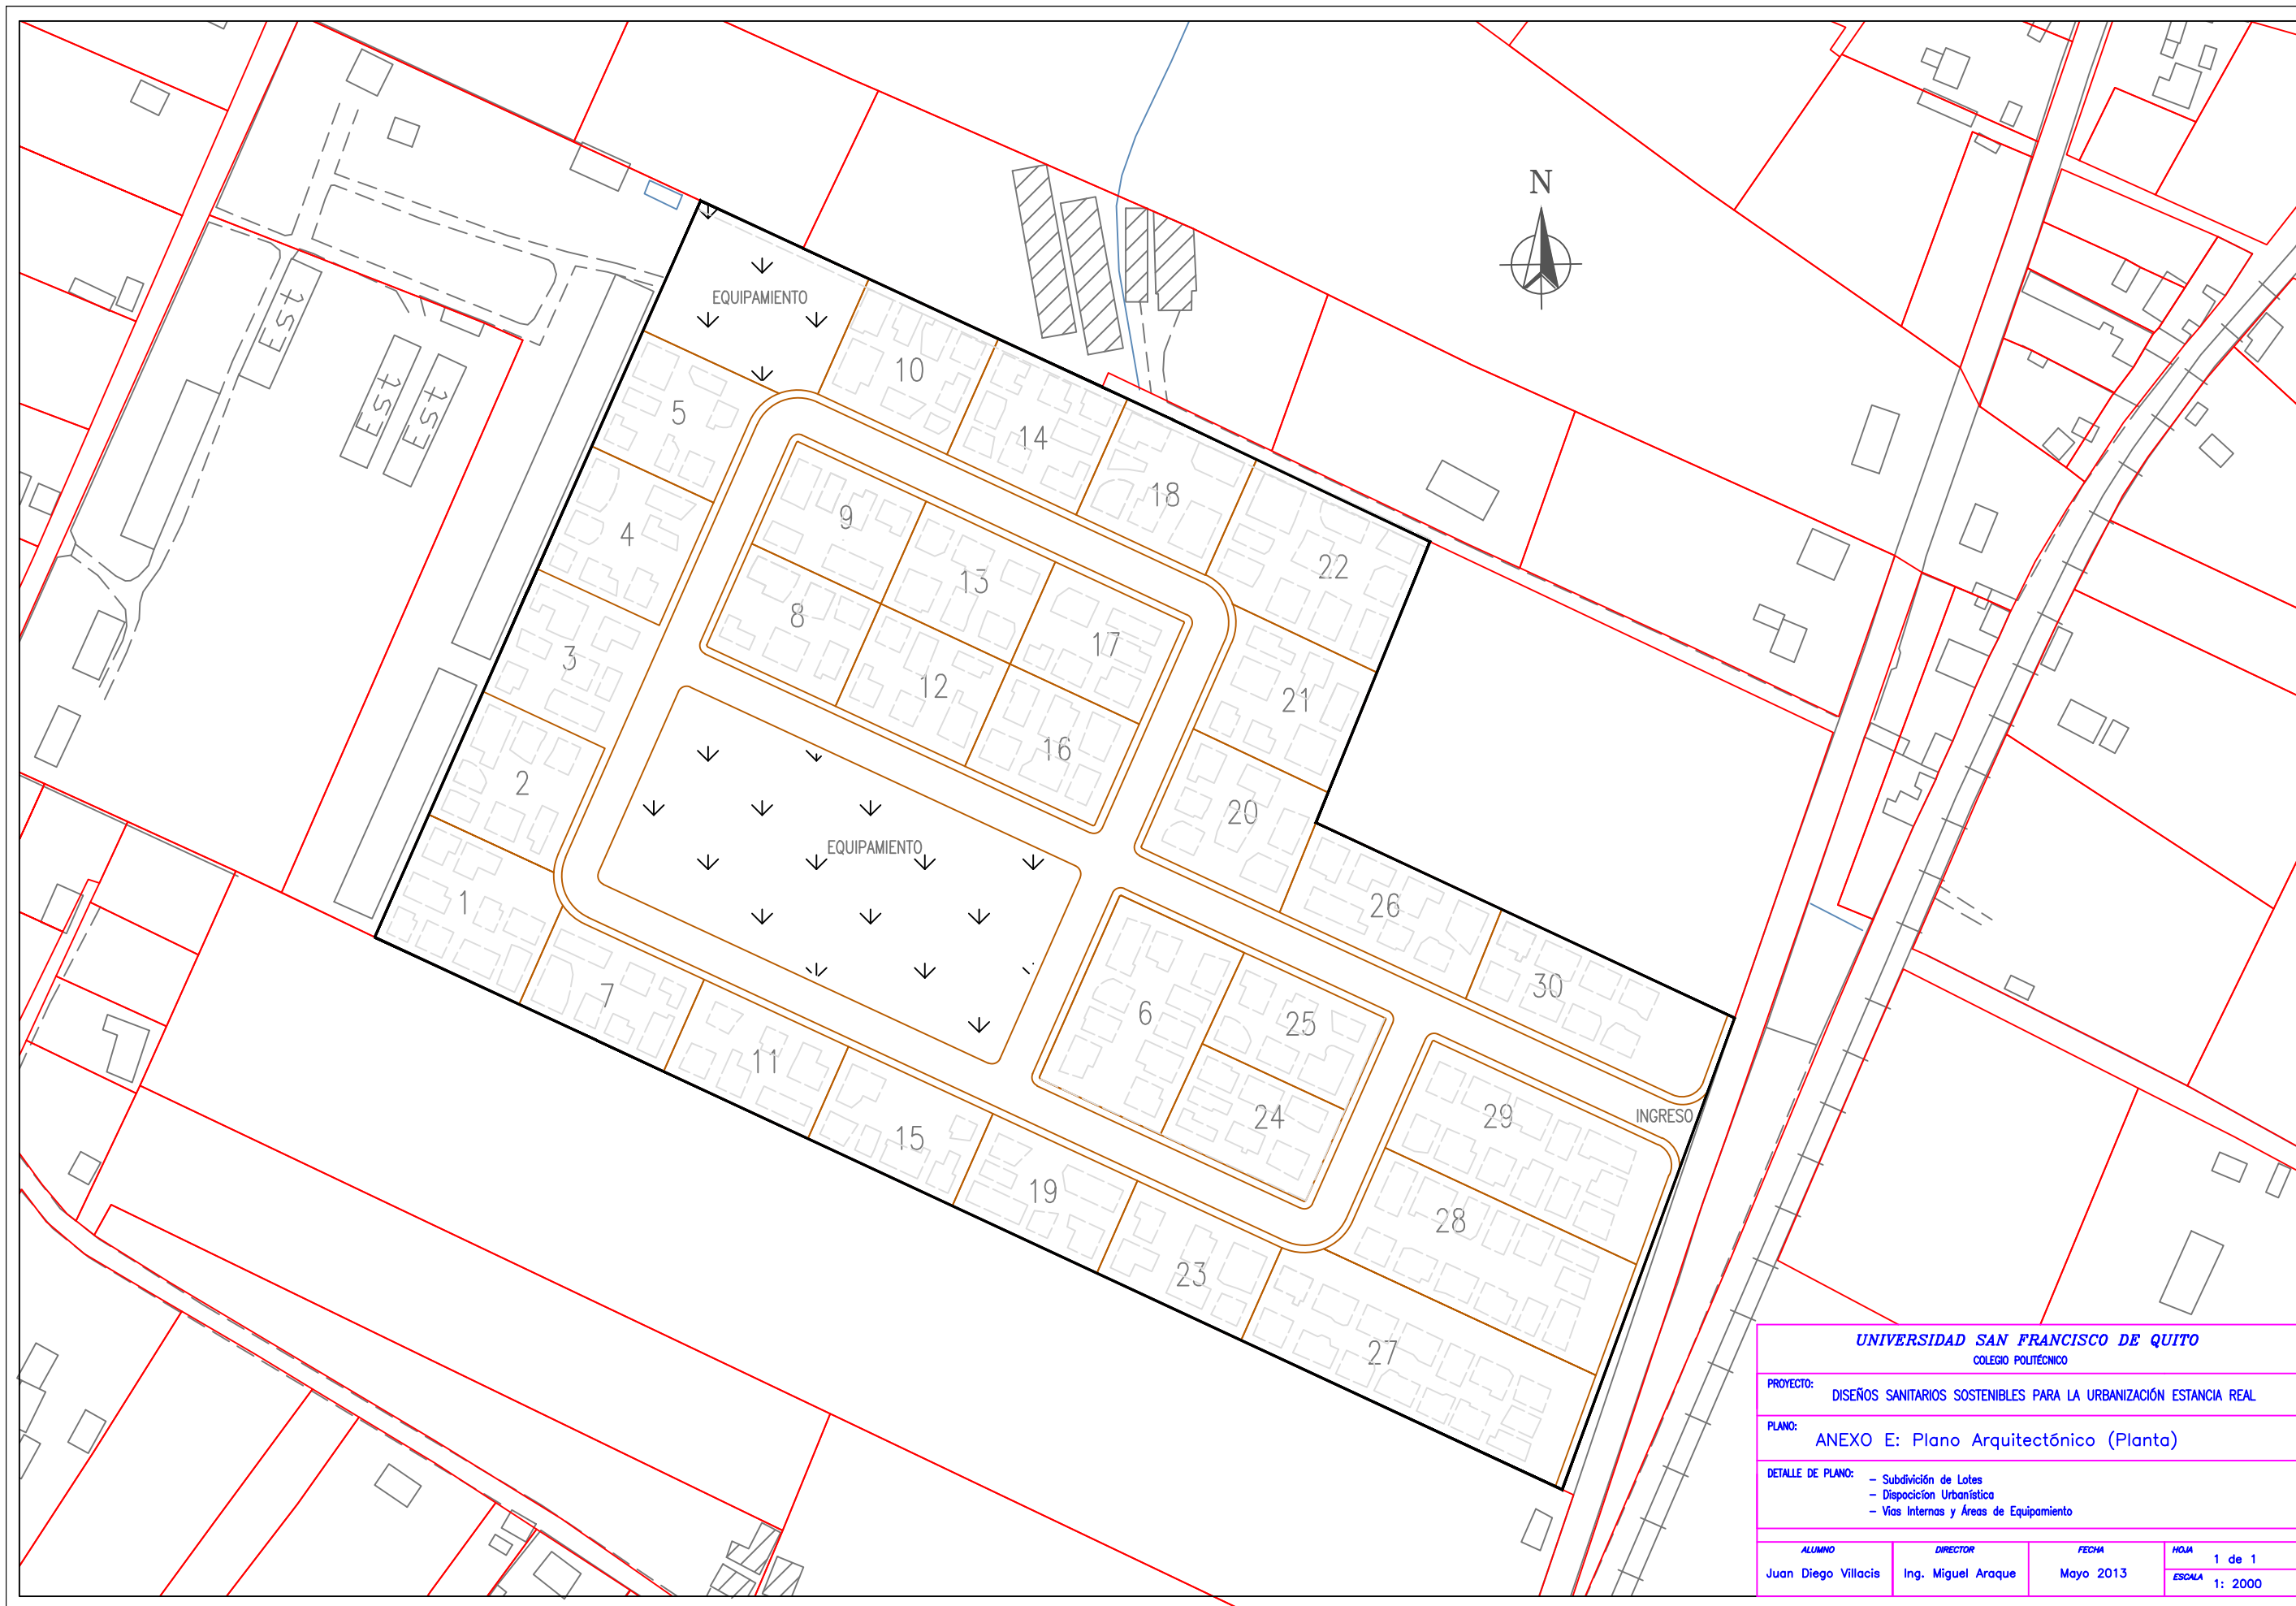 N
EQUIPAMIENTO
Est
Est
Est
10
5
14
18
9
4
22
13
8
17
3
12
21
16
2
20
EQUIPAMIENTO
1
26
7
30
6
25
11
24
29
INGRESO
15
28
19
23
27
UNIVERSIDAD SAN FRANCISCO DE QUITO
COLEGIO POLITÉCNICO
PROYECTO:
DISEÑOS SANITARIOS SOSTENIBLES PARA LA URBANIZACIÓN ESTANCIA REAL
PLANO:
ANEXO E: Plano Arquitectónico (Planta)
DETALLE DE PLANO:
– Subdivisión de Lotes
– Disposición Urbanística
– Vias Internas y Áreas de Equipamiento
ALUMNO
Juan Diego Villacis
DIRECTOR
Ing. Miguel Araque
FECHA
Mayo 2013
HOJA
1 de 1
ESCALA
1: 2000